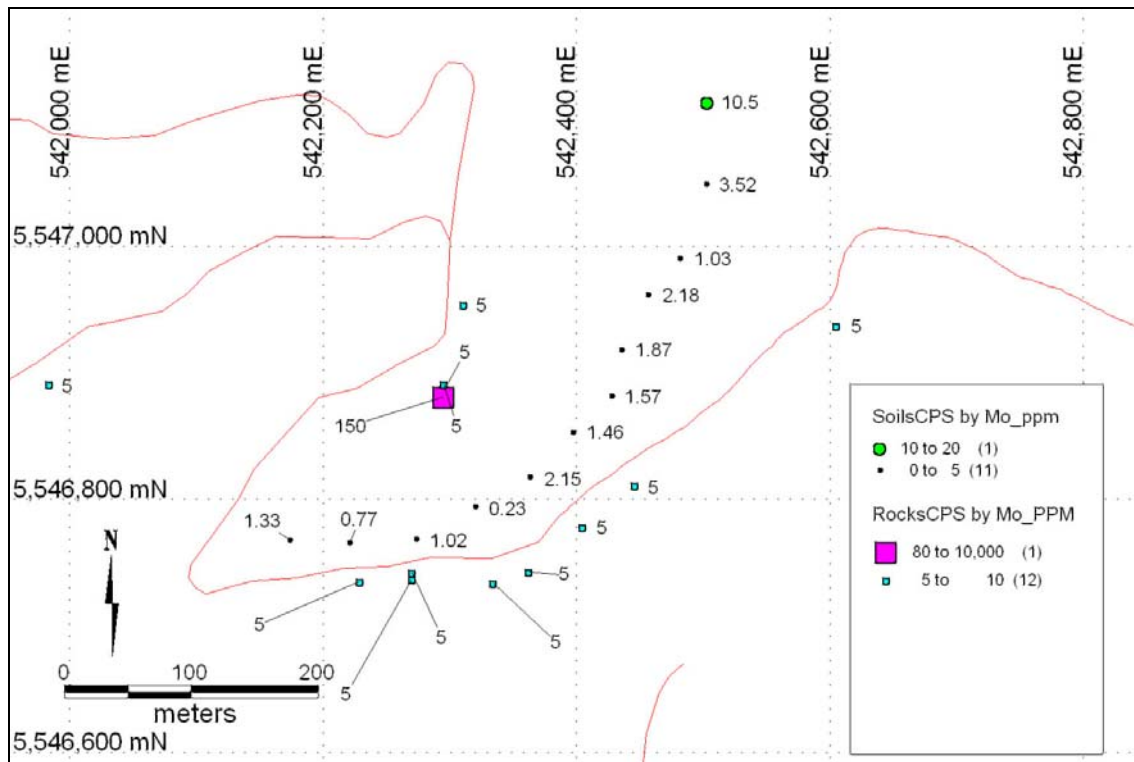 542,000 mE
542,200 mE
542,400 mE
542,600 mE
542,800 mE
10.5
3.52
5,547,000 mN
1.03
2.18
5
5
1.87
5
5
150
5
1.57
1.46
5
2.15
5,546,800 mN
0.23
5
1.33
0.77
1.02
5
5
5
5
5
N
0 100 200
meters
5,546,600 mN
SoilsCPS by Mo_ppm
10 to 20 (1)
0 to 5 (11)
RocksCPS by Mo_PPM
80 to 10,000 (1)
5 to 10 (12)